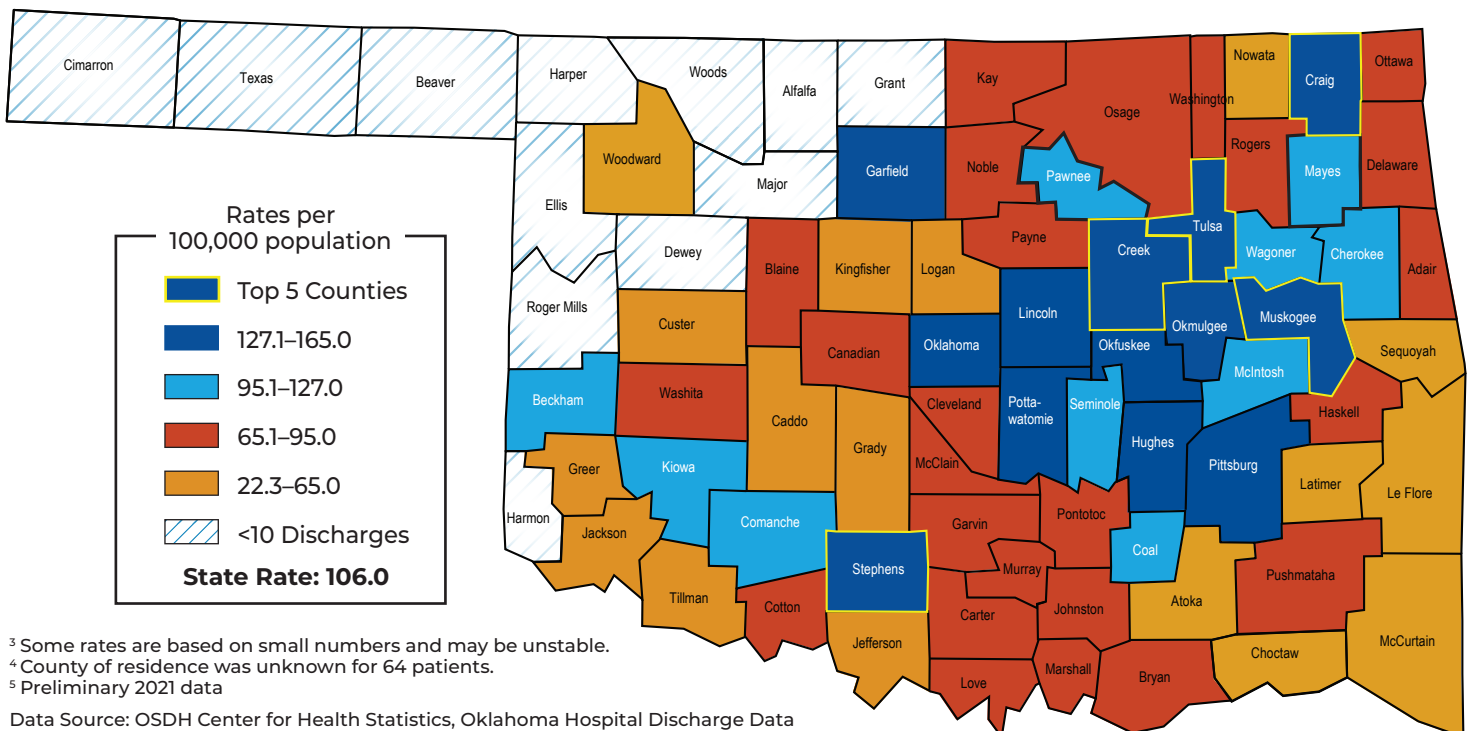 Cimarron
Texas
Beaver
Harper
Woods
Alfalfa
Grant
Kay
Osage
Washington
Nowata
Craig
Ottawa
Woodward
Garfield
Noble
Pawnee
Rogers
Mayes
Delaware
Ellis
Major
Dewey
Blaine
Kingfisher
Logan
Payne
Creek
Tulsa
Wagoner
Cherokee
Adair
Roger Mills
Custer
Canadian
Oklahoma
Lincoln
Okfuskee
Okmulgee
Muskogee
Sequoyah
Beckham
Washita
Caddo
Grady
Cleveland
McClain
Potta-
watomie
Seminole
Hughes
McIntosh
Pittsburg
Haskell
Latimer
Le Flore
Harmon
Greer
Kiowa
Jackson
Comanche
Tillman
Cotton
Stephens
Jefferson
Garvin
Murray
Carter
Love
Pontotoc
Johnston
Marshall
Coal
Atoka
Bryan
Pushmataha
Choctaw
McCurtain
Rates per
100,000 population
Top 5 Counties
127.1–165.0
95.1–127.0
65.1–95.0
22.3–65.0
<10 Discharges
State Rate: 106.0
³ Some rates are based on small numbers and may be unstable.
⁴ County of residence was unknown for 64 patients.
⁵ Preliminary 2021 data
Data Source: OSDH Center for Health Statistics, Oklahoma Hospital Discharge Data